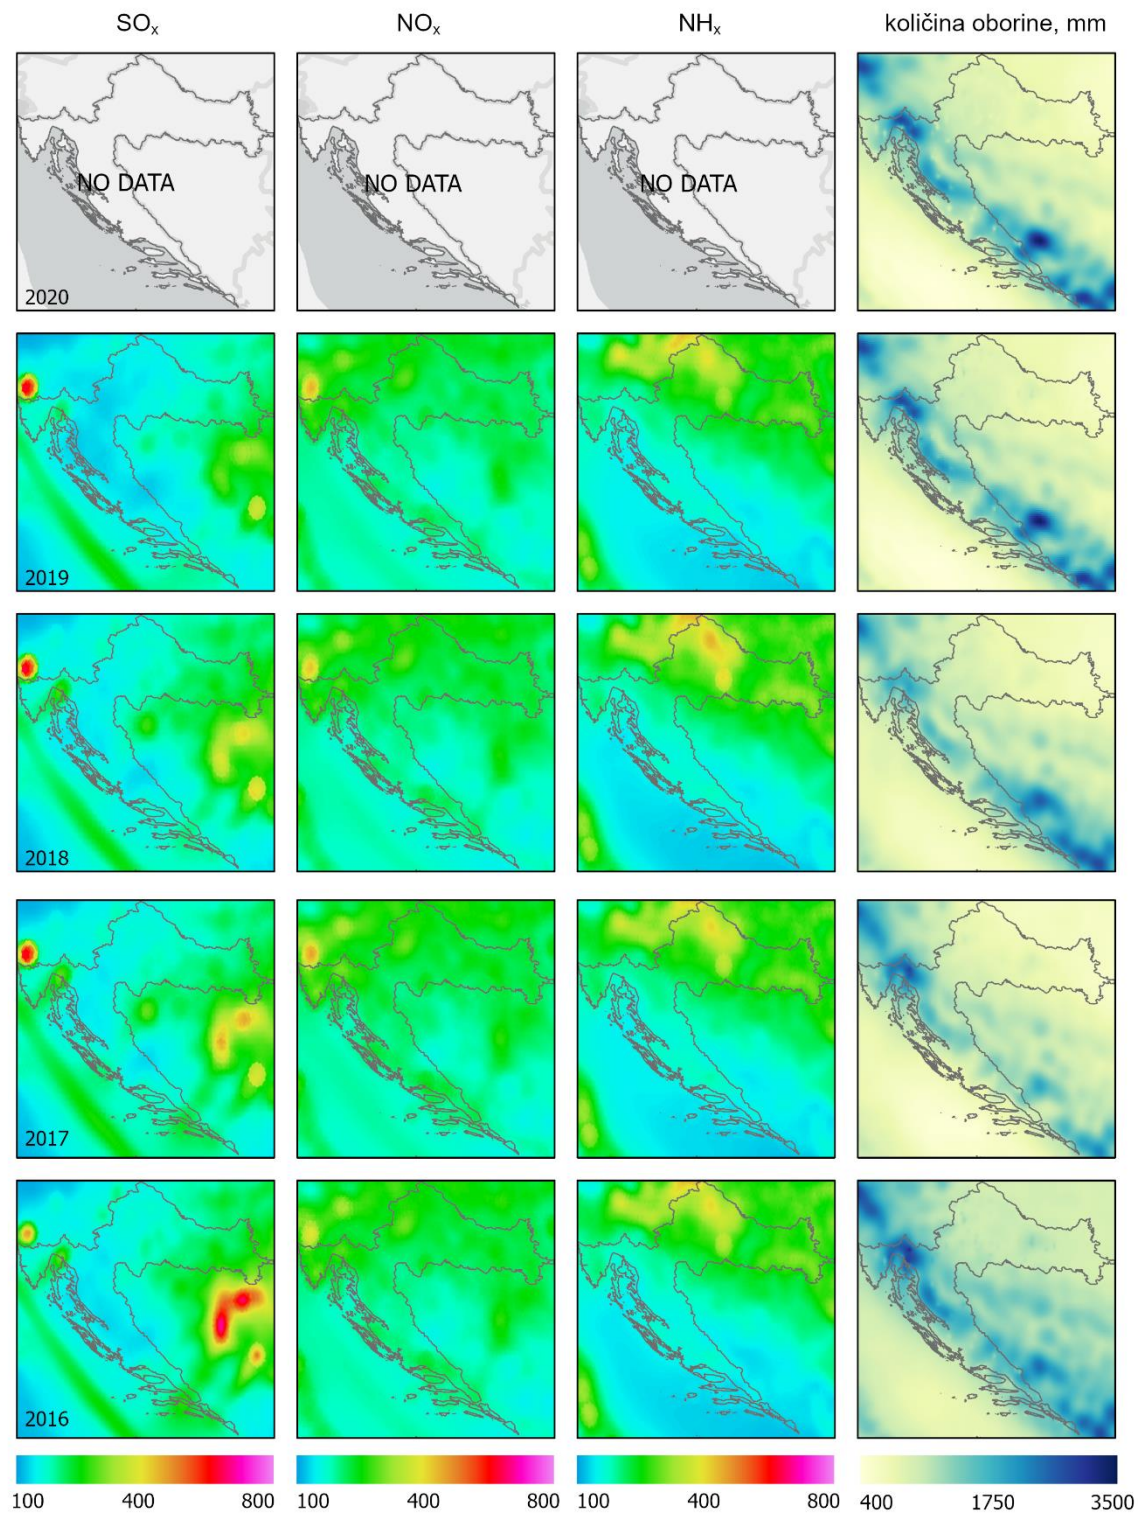 SOₓ NOₓ NHₓ količina oborine, mm
NO DATA NO DATA NO DATA
2020
2019
2018
2017
2016
100 400 800 100 400 800 100 400 800 400 1750 3500